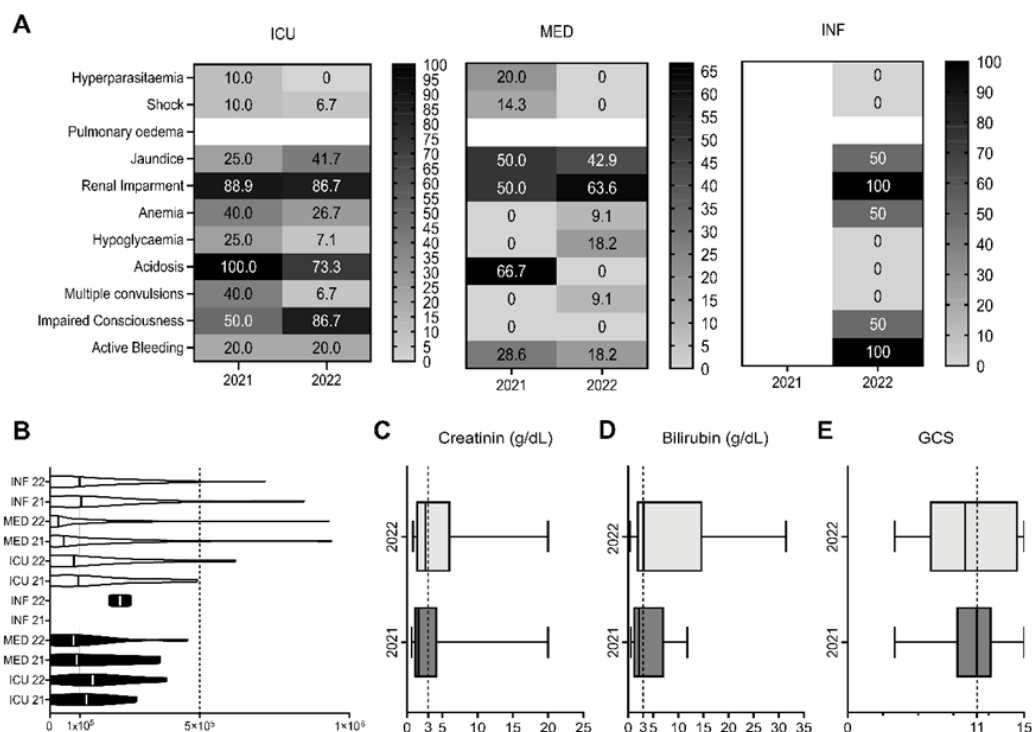 A
ICU
MED
INF
Hyperparasitaemia
Shock
Pulmonary oedema
Jaundice
Renal Imparment
Anemia
Hypoglycaemia
Acidosis
Multiple convulsions
Impaired Consciousness
Active Bleeding
10.0 0
10.0 6.7
25.0 41.7
88.9 86.7
40.0 26.7
25.0 7.1
100.0 73.3
40.0 6.7
50.0 86.7
20.0 20.0
2021 2022
100
95
90
85
80
75
70
65
60
55
50
45
40
35
30
25
20
15
10
5
0
20.0 0
14.3 0
50.0 42.9
50.0 63.6
0 9.1
0 18.2
66.7 0
0 9.1
0 0
28.6 18.2
2021 2022
65
60
55
50
45
40
35
30
25
20
15
10
5
0
0
0
50
100
50
0
0
0
50
100
2021 2022
100
90
80
70
60
50
40
30
20
10
0
B
INF 22
INF 21
MED 22
MED 21
ICU 22
ICU 21
INF 22
INF 21
MED 22
MED 21
ICU 22
ICU 21
0 1×10⁵ 5×10⁵ 1×10⁶
C
Creatinin (g/dL)
2022
2021
0 3 5 10 15 20 25
D
Bilirubin (g/dL)
2022
2021
0 3 5 10 15 20 25 30 35
E
GCS
2022
2021
0 11 15